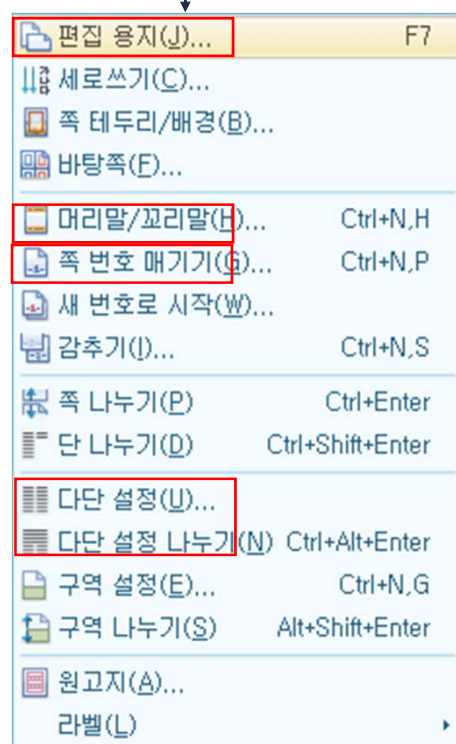 편집 용지(J)... F7
세로쓰기(C)...
쪽 테두리/배경(B)...
바탕쪽(F)...
머리말/꼬리말(H)... Ctrl+N,H
쪽 번호 매기기(G)... Ctrl+N,P
새 번호로 시작(W)...
감추기(I)... Ctrl+N,S
쪽 나누기(P) Ctrl+Enter
단 나누기(D) Ctrl+Shift+Enter
다단 설정(U)...
다단 설정 나누기(N) Ctrl+Alt+Enter
구역 설정(E)... Ctrl+N,G
구역 나누기(S) Alt+Shift+Enter
원고지(A)...
라벨(L)